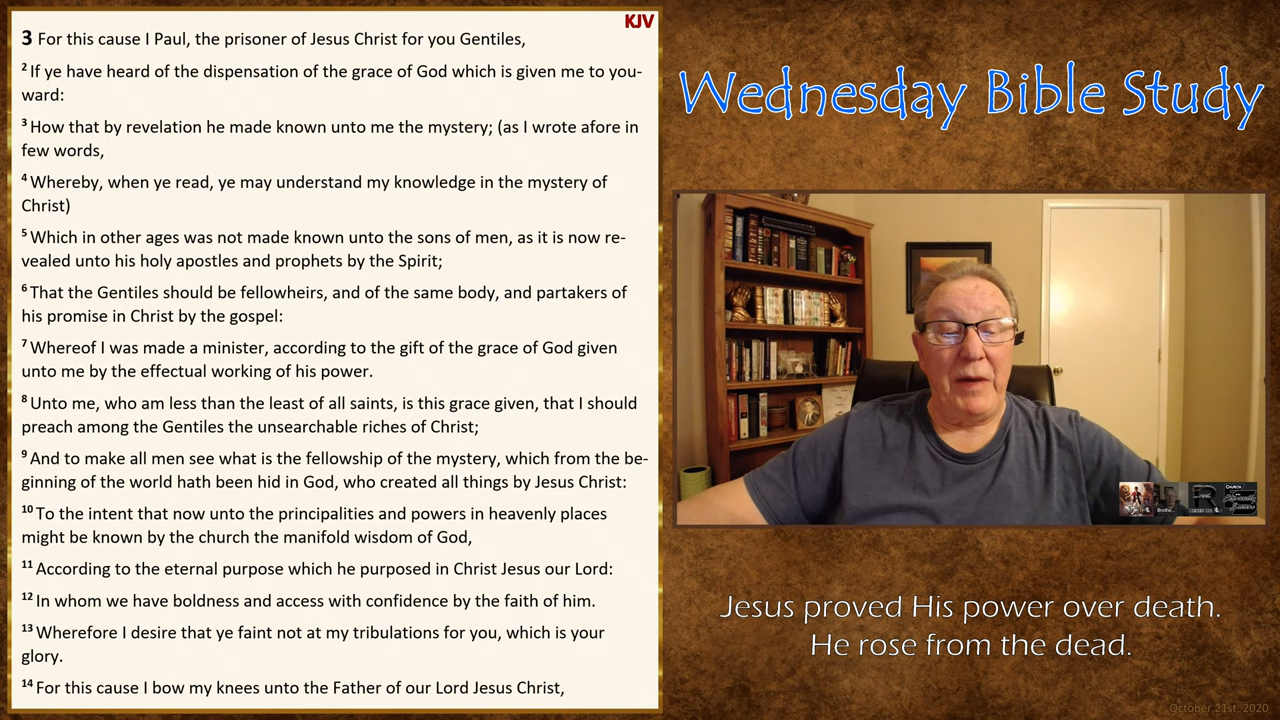 KJV
3 For this cause I Paul, the prisoner of Jesus Christ for you Gentiles,
2 If ye have heard of the dispensation of the grace of God which is given me to you-
ward:
3 How that by revelation he made known unto me the mystery; (as I wrote afore in
few words,
4 Whereby, when ye read, ye may understand my knowledge in the mystery of
Christ)
5 Which in other ages was not made known unto the sons of men, as it is now re-
vealed unto his holy apostles and prophets by the Spirit;
6 That the Gentiles should be fellowheirs, and of the same body, and partakers of
his promise in Christ by the gospel:
7 Whereof I was made a minister, according to the gift of the grace of God given
unto me by the effectual working of his power.
8 Unto me, who am less than the least of all saints, is this grace given, that I should
preach among the Gentiles the unsearchable riches of Christ;
9 And to make all men see what is the fellowship of the mystery, which from the be-
ginning of the world hath been hid in God, who created all things by Jesus Christ:
10 To the intent that now unto the principalities and powers in heavenly places
might be known by the church the manifold wisdom of God,
11 According to the eternal purpose which he purposed in Christ Jesus our Lord:
12 In whom we have boldness and access with confidence by the faith of him.
13 Wherefore I desire that ye faint not at my tribulations for you, which is your
glory.
14 For this cause I bow my knees unto the Father of our Lord Jesus Christ,
Wednesday Bible Study
Brothe...
Church
Jesus proved His power over death.
He rose from the dead.
October 21st, 2020